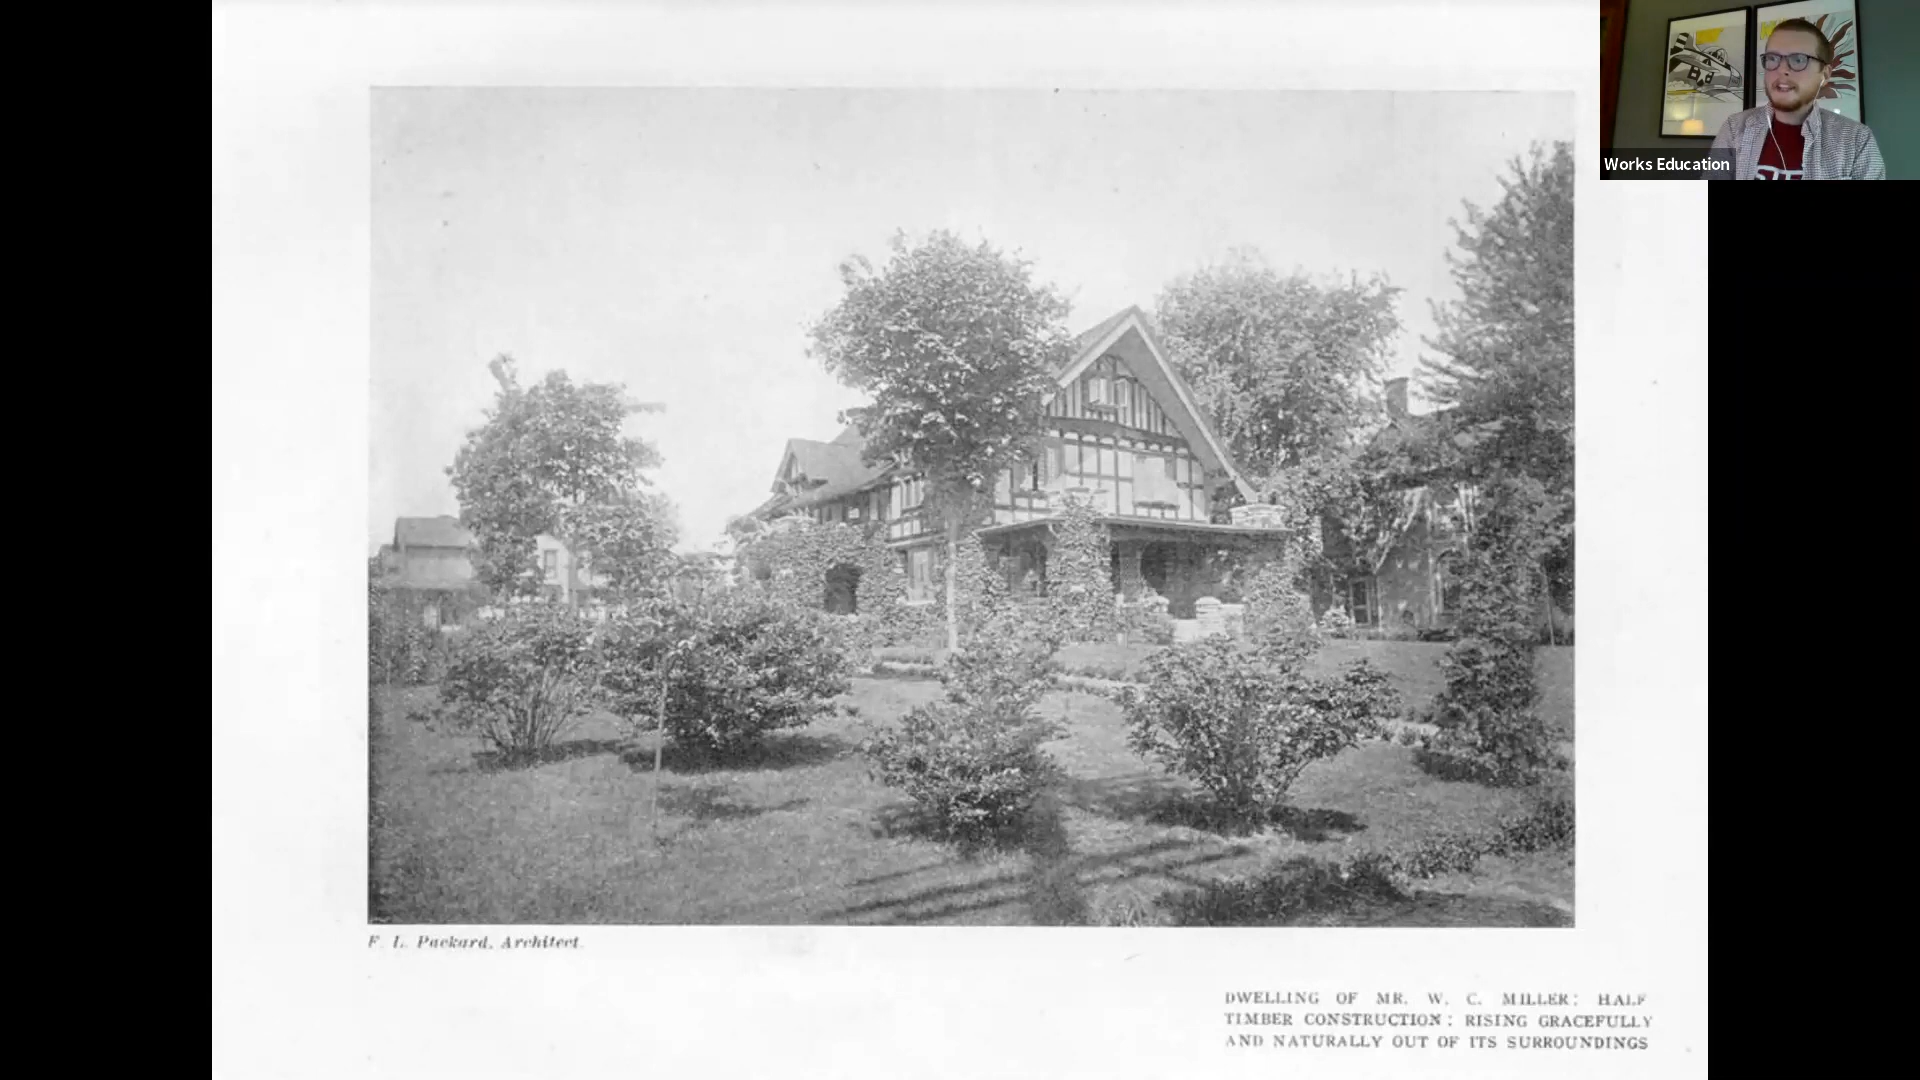 Works Education
F. L. Packard, Architect.
DWELLING OF MR. W. C. MILLER; HALF
TIMBER CONSTRUCTION; RISING GRACEFULLY
AND NATURALLY OUT OF ITS SURROUNDINGS